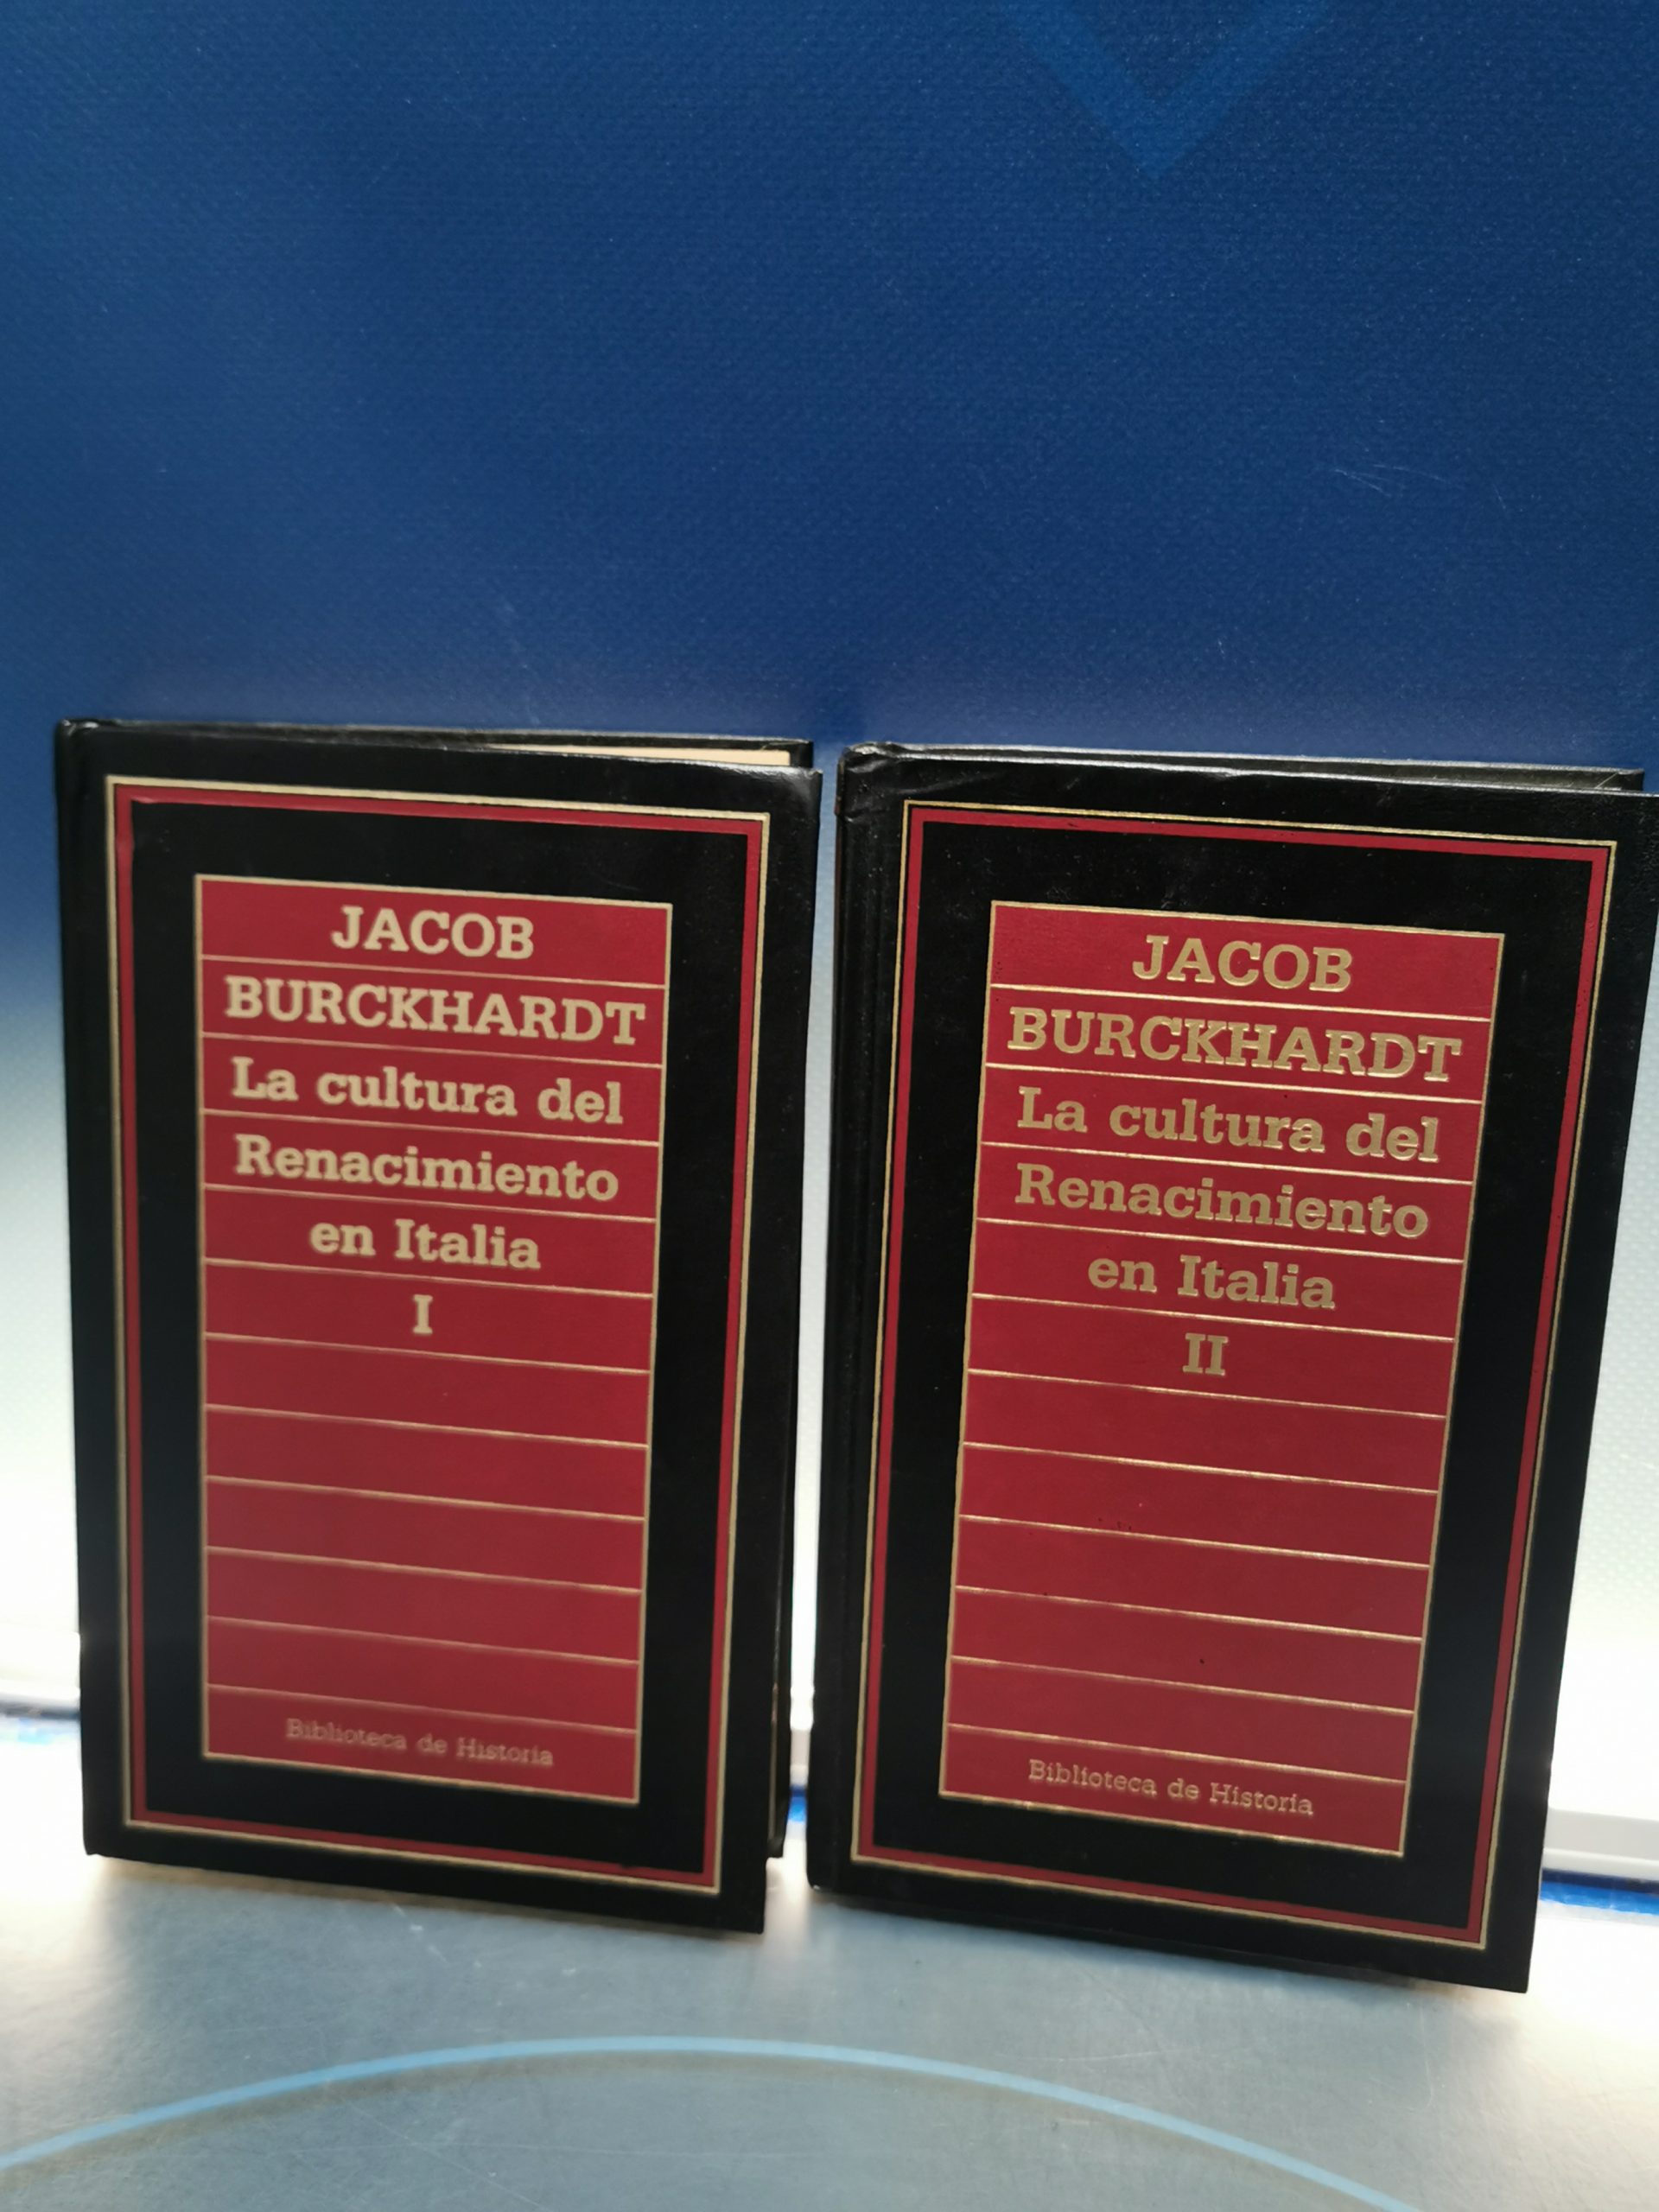 JACOB
BURCKHARDT
La cultura del
Renacimiento
en Italia
I
Biblioteca de Historia
JACOB
BURCKHARDT
La cultura del
Renacimiento
en Italia
II
Biblioteca de Historia